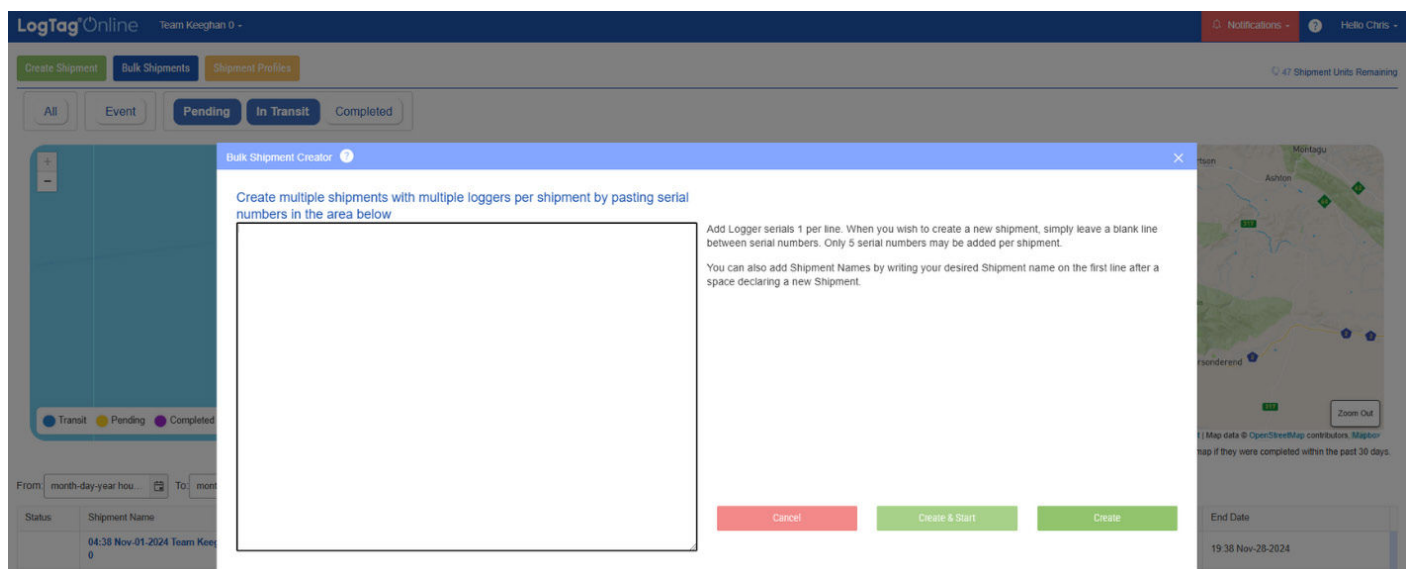 LogTag Online Team Keeghan 0
Notifications ? Hello Chris
Create Shipment Bulk Shipments Shipment Profiles
47 Shipment Units Remaining
All Event Pending In Transit Completed
Bulk Shipment Creator ? ×
Create multiple shipments with multiple loggers per shipment by pasting serial
numbers in the area below
Add Logger serials 1 per line. When you wish to create a new shipment, simply leave a blank line
between serial numbers. Only 5 serial numbers may be added per shipment.
You can also add Shipment Names by writing your desired Shipment name on the first line after a
space declaring a new Shipment.
Cancel Create & Start Create
+
−
Transit Pending Completed
Montagu
Ashton
rsonderend
Zoom Out
| Map data © OpenStreetMap contributors, Mapbox
map if they were completed within the past 30 days.
From: month-day-year hou... To: mont
Status Shipment Name End Date
04:38 Nov-01-2024 Team Keeg
0
19:38 Nov-28-2024